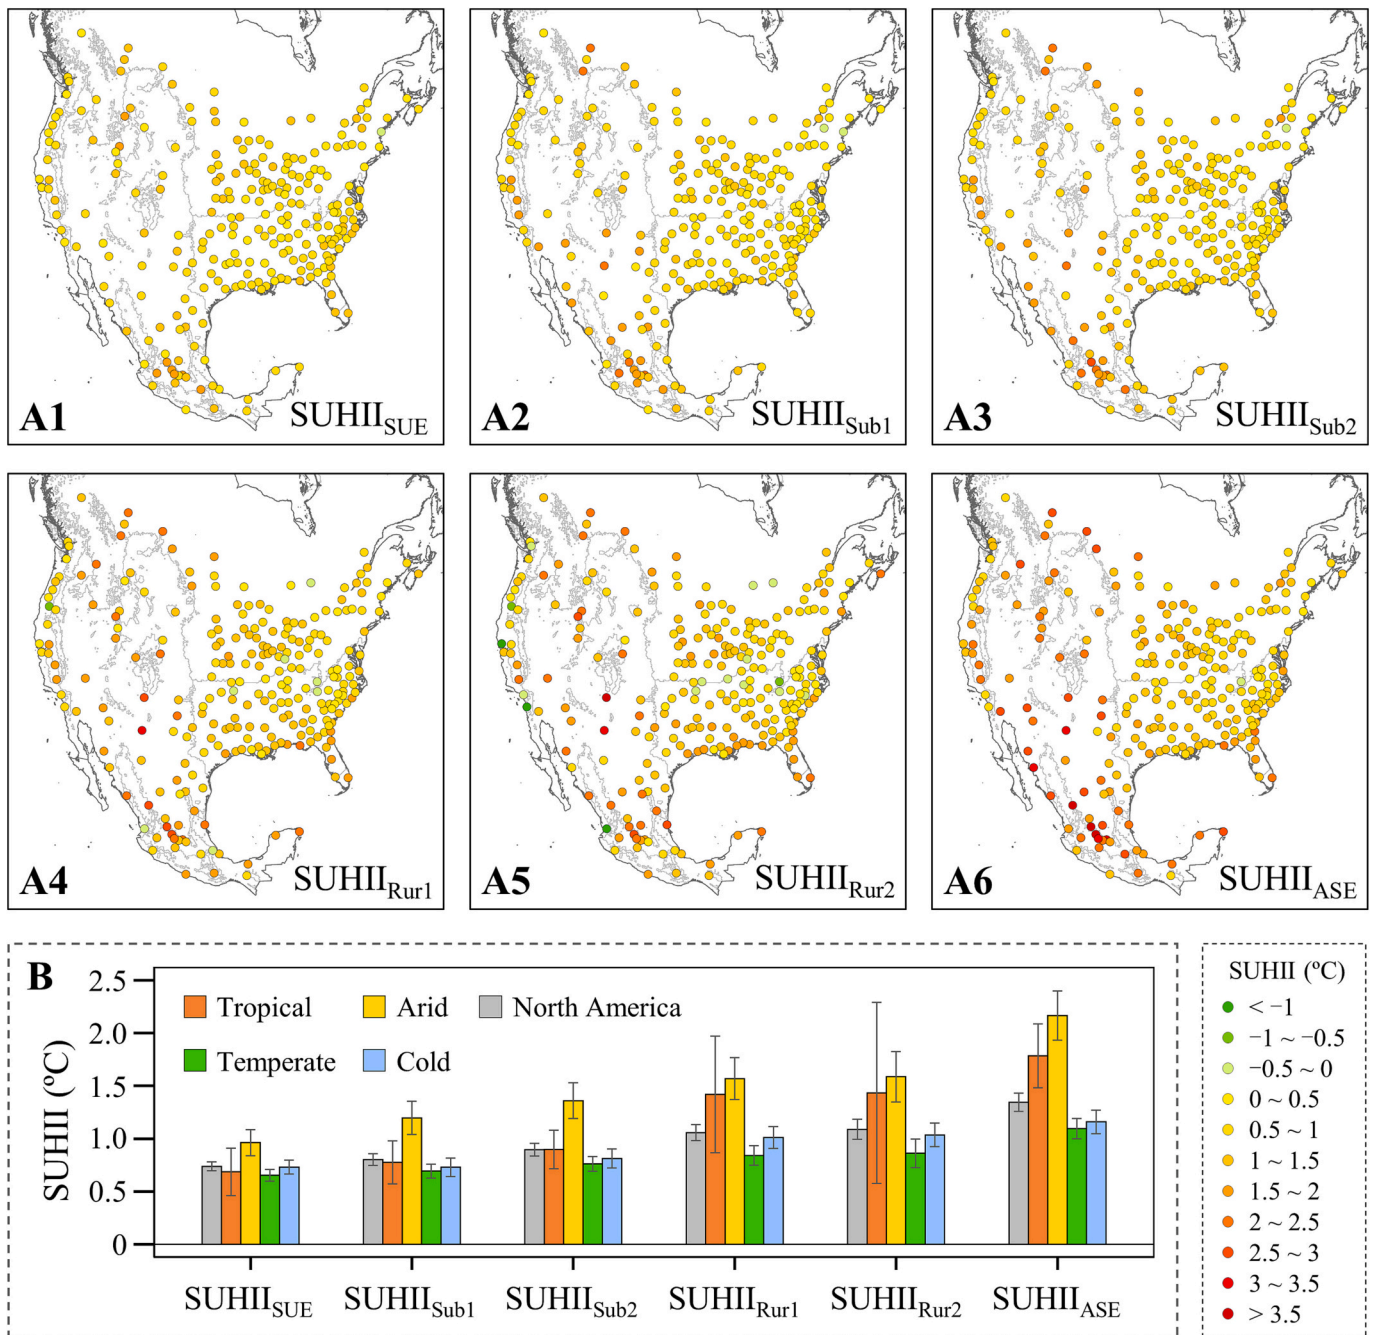 A1 SUHII_SUE
A2 SUHII_Sub1
A3 SUHII_Sub2
A4 SUHII_Rur1
A5 SUHII_Rur2
A6 SUHII_ASE
B
SUHII (ºC)
2.5
2.0
1.5
1.0
0.5
0
Tropical Arid North America
Temperate Cold
SUHII_SUE SUHII_Sub1 SUHII_Sub2 SUHII_Rur1 SUHII_Rur2 SUHII_ASE
SUHII (ºC)
< −1
−1 ~ −0.5
−0.5 ~ 0
0 ~ 0.5
0.5 ~ 1
1 ~ 1.5
1.5 ~ 2
2 ~ 2.5
2.5 ~ 3
3 ~ 3.5
> 3.5